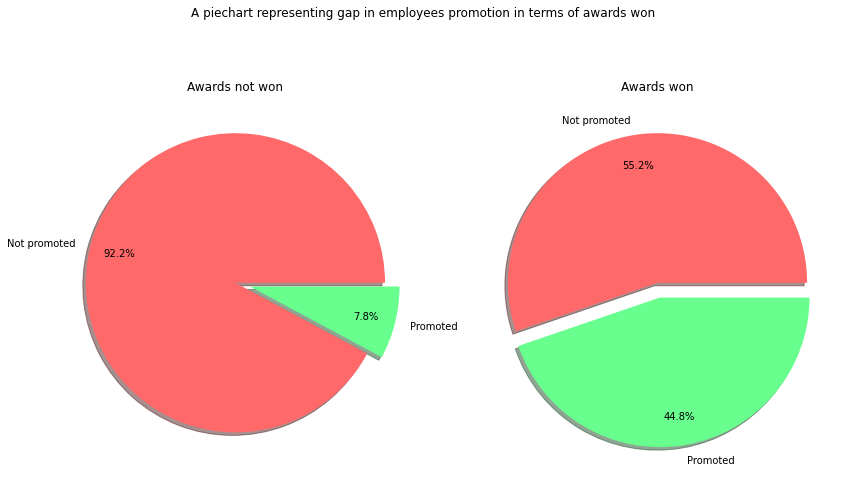 A piechart representing gap in employees promotion in terms of awards won
Awards not won
Not promoted
92.2%
7.8%
Promoted
Awards won
Not promoted
55.2%
44.8%
Promoted